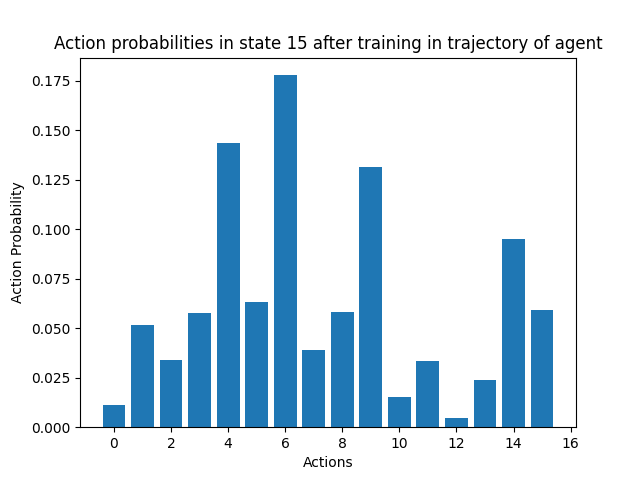 Action probabilities in state 15 after training in trajectory of agent
0.175
0.150
0.125
0.100
0.075
0.050
0.025
0.000
Action Probability
0 2 4 6 8 10 12 14 16
Actions